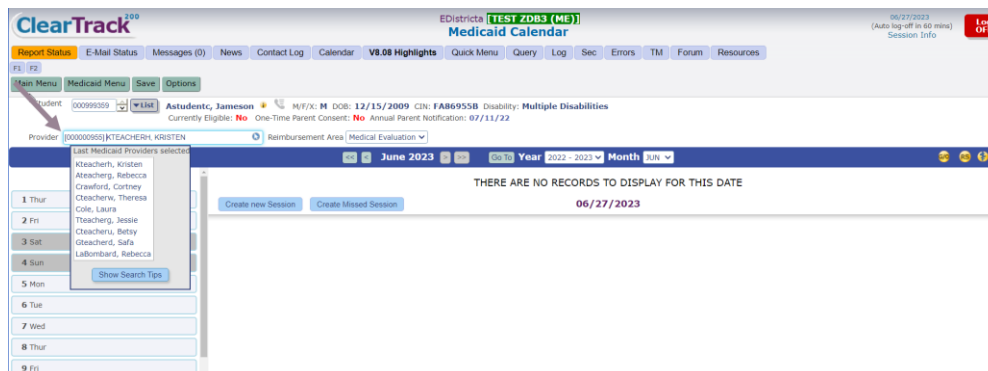 ClearTrack200
EDistricta [TEST ZDB3 (ME)]
Medicaid Calendar
06/27/2023
(Auto log-off in 60 mins)
Session Info
Log
OFF
Report Status E-Mail Status Messages (0) News Contact Log Calendar V8.08 Highlights Quick Menu Query Log Sec Errors TM Forum Resources
F1 F2
Main Menu Medicaid Menu Save Options
Student 000999359 List Astudentc, Jameson M/F/X: M DOB: 12/15/2009 CIN: FA86955B Disability: Multiple Disabilities
Currently Eligible: No One-Time Parent Consent: No Annual Parent Notification: 07/11/22
Provider [000000955] KTEACHERH, KRISTEN Reimbursement Area Medical Evaluation
<< < June 2023 > >> Go To Year 2022 - 2023 Month JUN
Last Medicaid Providers selected
Kteacherh, Kristen
Ateacherg, Rebecca
Crawford, Cortney
Cteacherw, Theresa
Cole, Laura
Tteacherg, Jessie
Cteacheru, Betsy
Gteacherd, Safa
LaBombard, Rebecca
Show Search Tips
THERE ARE NO RECORDS TO DISPLAY FOR THIS DATE
Create new Session Create Missed Session 06/27/2023
1 Thur
2 Fri
3 Sat
4 Sun
5 Mon
6 Tue
7 Wed
8 Thur
9 Fri